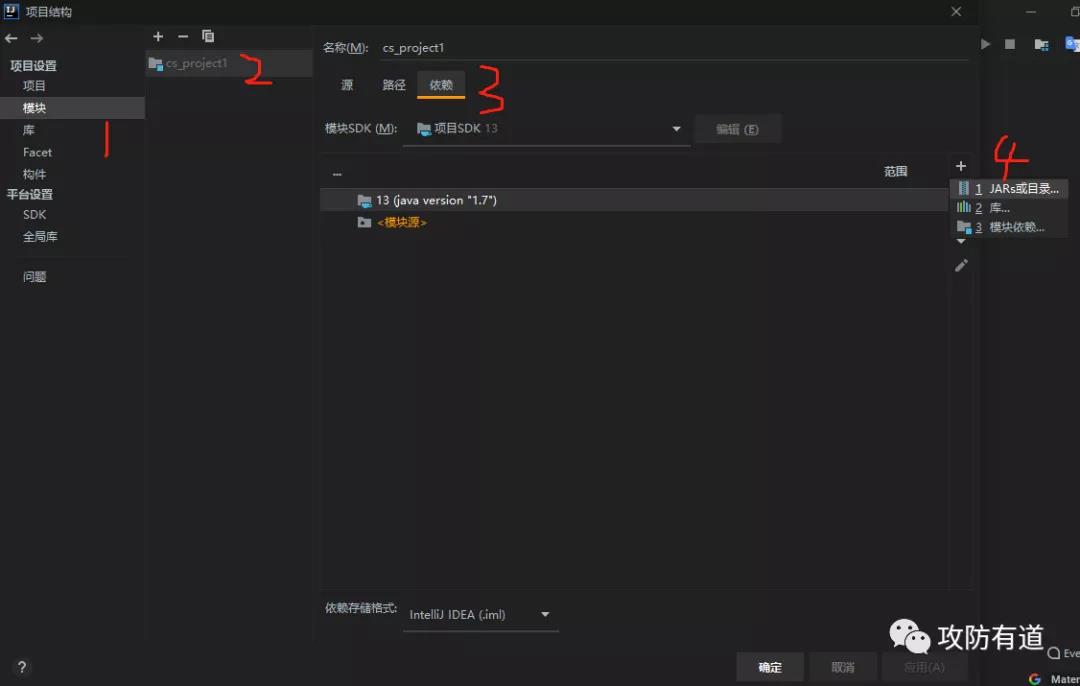 项目结构
项目设置
项目
模块
库
Facet
构件
平台设置
SDK
全局库
问题
1
cs_project1
2
名称(M): cs_project1
源 路径 依赖
3
模块SDK (M): 项目SDK 13
编辑 (E)
...
范围
4
13 (java version "1.7")
<模块源>
1 JARs或目录...
2 库...
3 模块依赖...
依赖存储格式: IntelliJ IDEA (.iml)
攻防有道
?
确定 取消 应用(A)
Eve
Mater